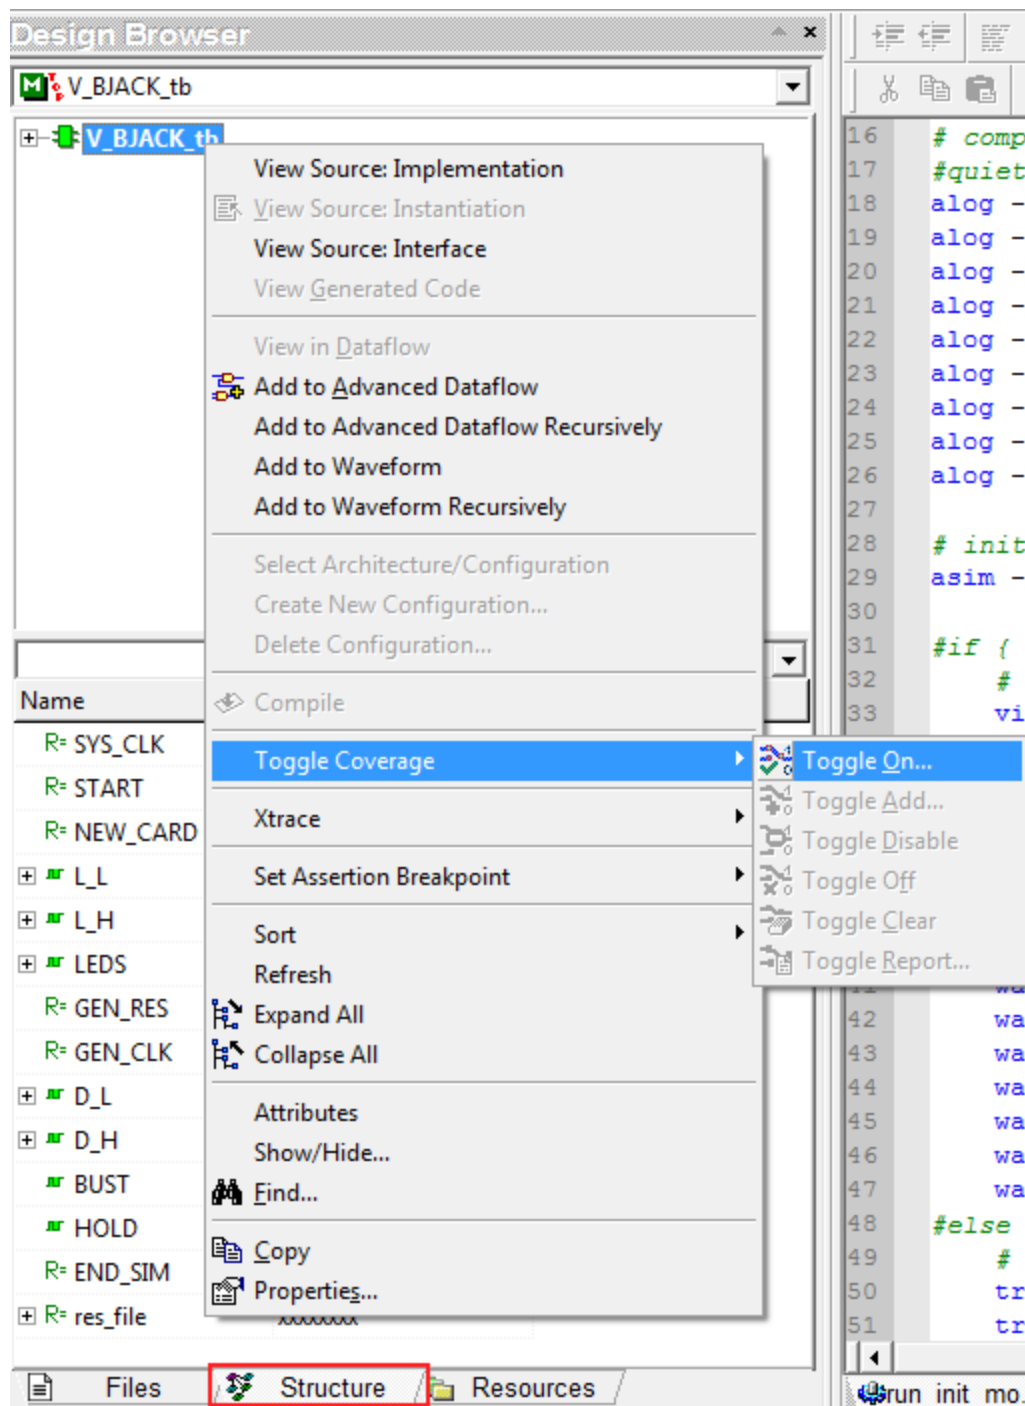 Design Browser
V_BJACK_tb
V_BJACK_tb
View Source: Implementation
View Source: Instantiation
View Source: Interface
View Generated Code
View in Dataflow
Add to Advanced Dataflow
Add to Advanced Dataflow Recursively
Add to Waveform
Add to Waveform Recursively
Select Architecture/Configuration
Create New Configuration...
Delete Configuration...
Compile
Toggle Coverage
Xtrace
Set Assertion Breakpoint
Sort
Refresh
Expand All
Collapse All
Attributes
Show/Hide...
Find...
Copy
Properties...
Toggle On...
Toggle Add...
Toggle Disable
Toggle Off
Toggle Clear
Toggle Report...
Name
R= SYS_CLK
R= START
R= NEW_CARD
L_L
L_H
LEDS
R= GEN_RES
R= GEN_CLK
D_L
D_H
BUST
HOLD
R= END_SIM
R= res_file
Files
Structure
Resources
16 # comp
17 #quiet
18 alog -
19 alog -
20 alog -
21 alog -
22 alog -
23 alog -
24 alog -
25 alog -
26 alog -
27
28 # init
29 asim -
30
31 #if {
32 #
33 vi
42 wa
43 wa
44 wa
45 wa
46 wa
47 wa
48 #else
49 #
50 tr
51 tr
run init mo.